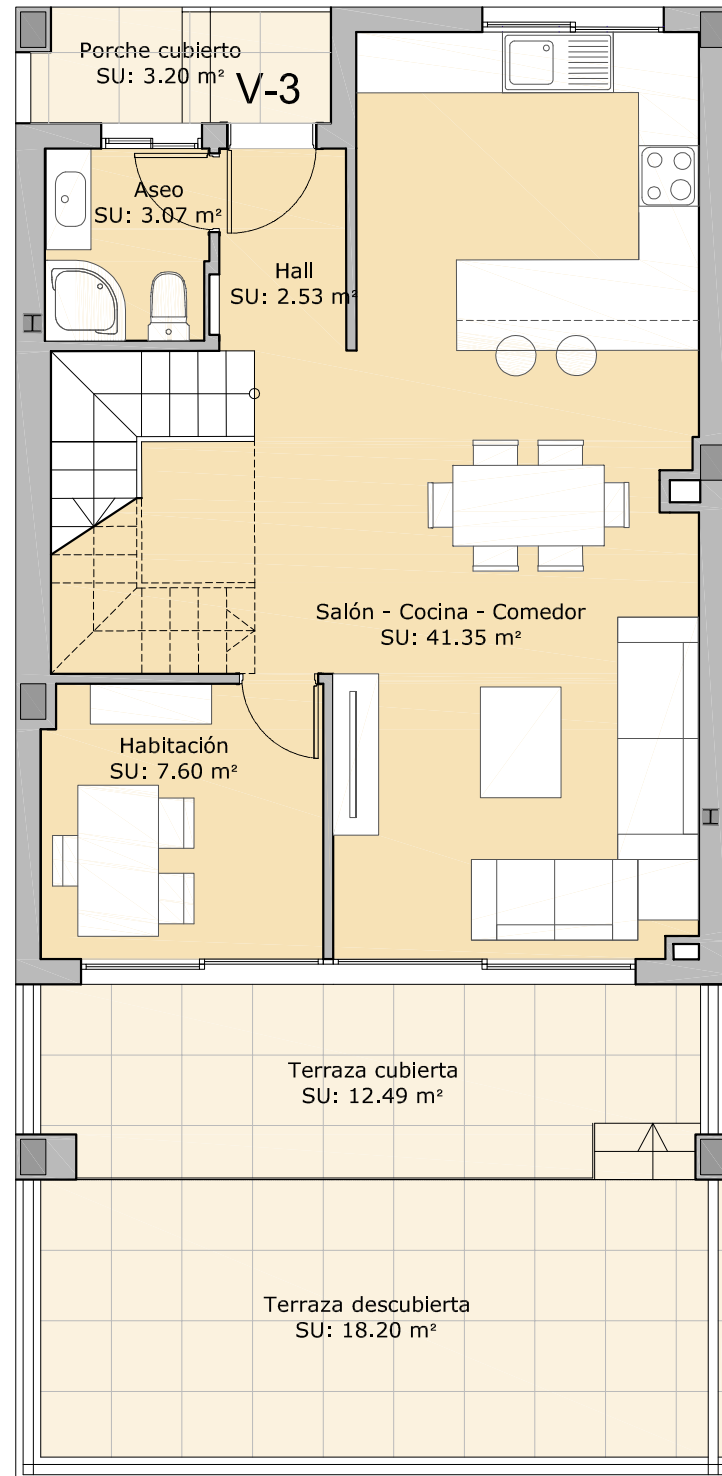 Porche cubierto
SU: 3.20 m²
V-3
Aseo
SU: 3.07 m²
Hall
SU: 2.53 m²
Salón - Cocina - Comedor
SU: 41.35 m²
Habitación
SU: 7.60 m²
Terraza cubierta
SU: 12.49 m²
Terraza descubierta
SU: 18.20 m²